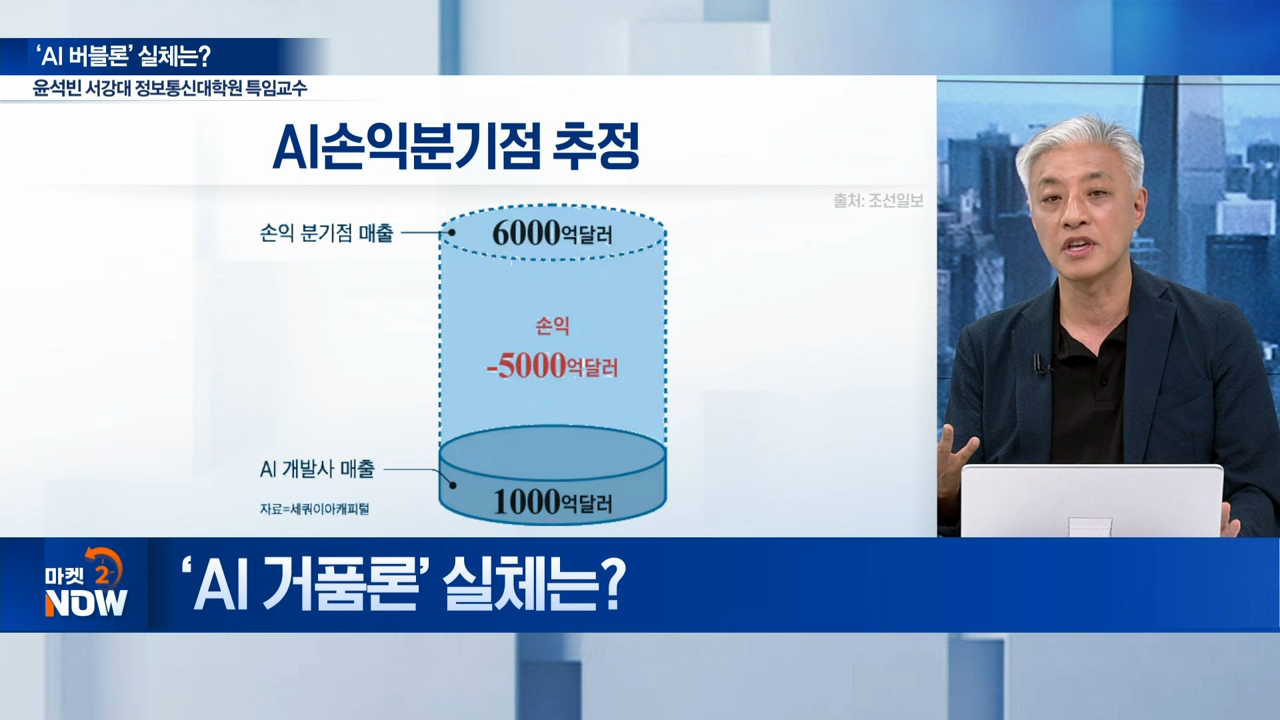 ‘AI 버블론’ 실체는?
윤석빈 서강대 정보통신대학원 특임교수
AI손익분기점 추정
출처: 조선일보
손익 분기점 매출
6000억달러
손익
-5000억달러
AI 개발사 매출
1000억달러
자료=세쿼이아캐피털
마켓 2
NOW
‘AI 거품론’ 실체는?